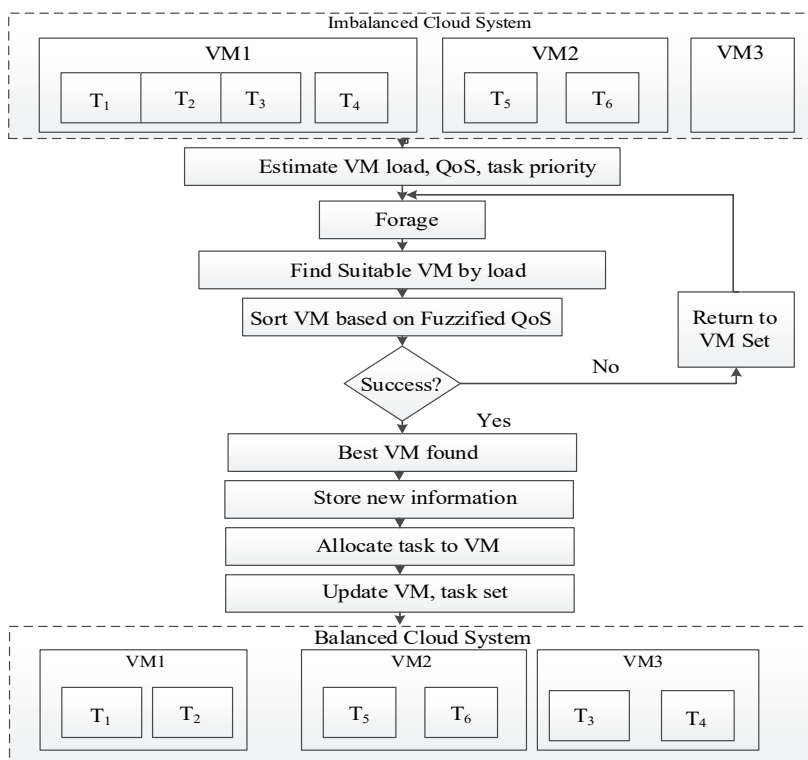 Imbalanced Cloud System
VM1 VM2 VM3
T₁ T₂ T₃ T₄ T₅ T₆
Estimate VM load, QoS, task priority
Forage
Find Suitable VM by load
Sort VM based on Fuzzified QoS
Return to
VM Set
Success?
No
Yes
Best VM found
Store new information
Allocate task to VM
Update VM, task set
Balanced Cloud System
VM1 VM2 VM3
T₁ T₂ T₅ T₆ T₃ T₄